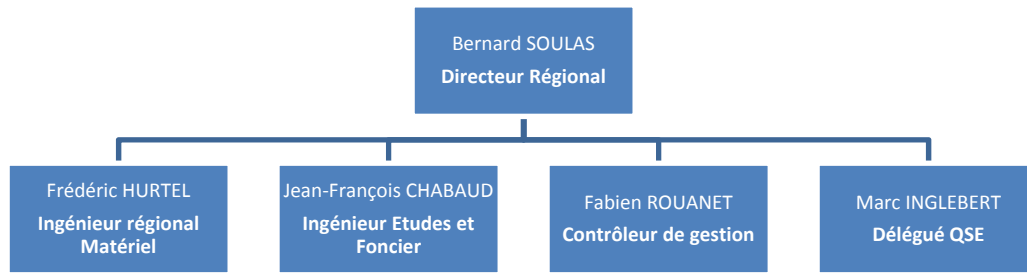 Bernard SOULAS
Directeur Régional
Frédéric HURTEL
Ingénieur régional
Matériel
Jean-François CHABAUD
Ingénieur Etudes et
Foncier
Fabien ROUANET
Contrôleur de gestion
Marc INGLEBERT
Délégué QSE